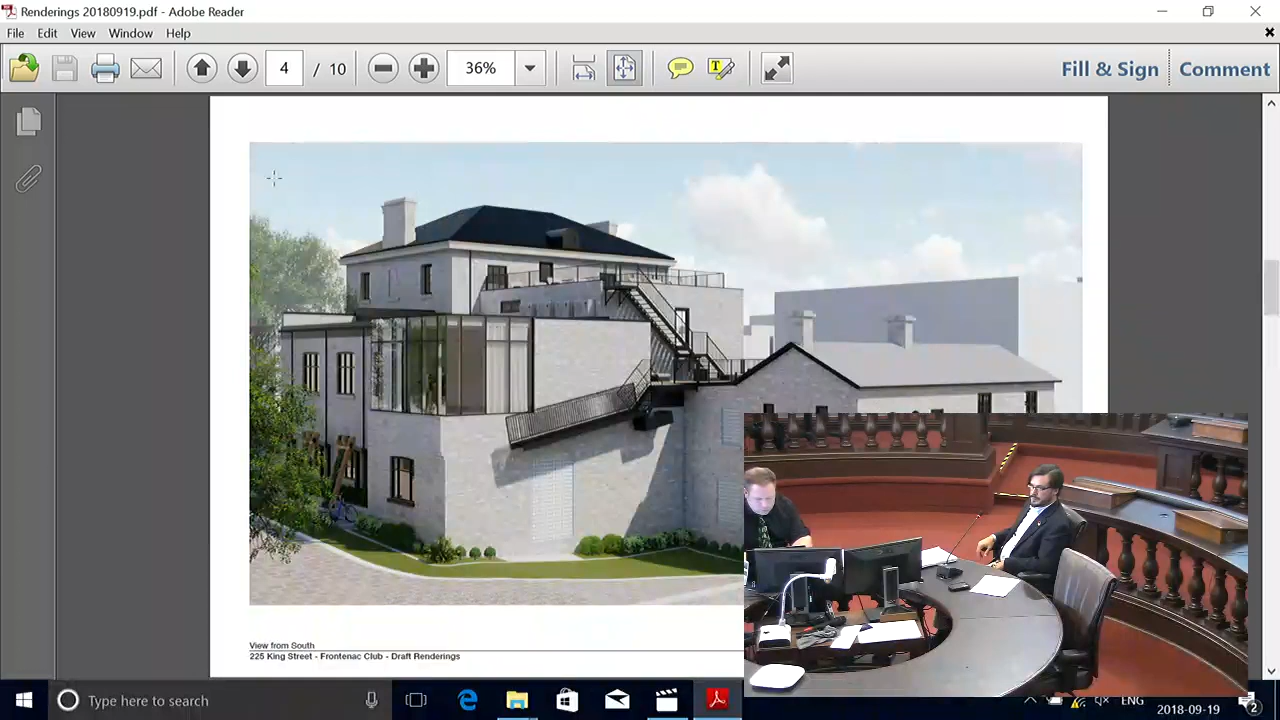 Renderings 20180919.pdf - Adobe Reader
File Edit View Window Help
4 / 10 36% Fill & Sign Comment
View from South
225 King Street - Frontenac Club - Draft Renderings
Type here to search
ENG
2018-09-19
2